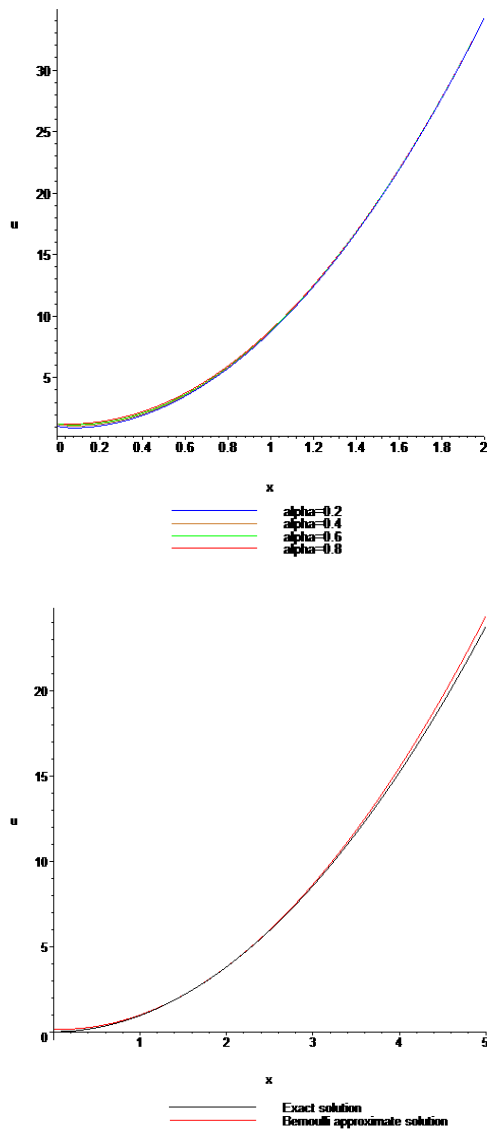 30
25
20
u
15
10
5
0 0.2 0.4 0.6 0.8 1 1.2 1.4 1.6 1.8 2
x
alpha=0.2
alpha=0.4
alpha=0.6
alpha=0.8
20
15
u
10
5
0
1 2 3 4 5
x
Exact solution
Bernoulli approximate solution